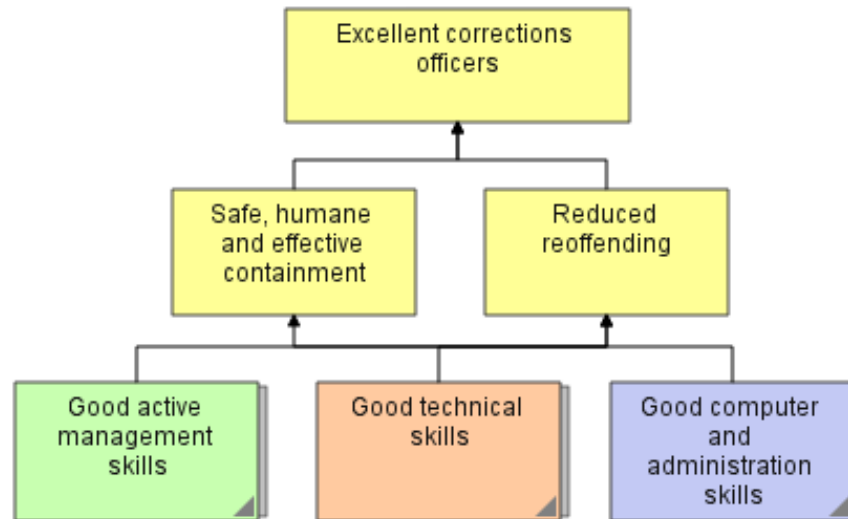 Excellent corrections
officers
Safe, humane
and effective
containment
Reduced
reoffending
Good active
management
skills
Good technical
skills
Good computer
and
administration
skills